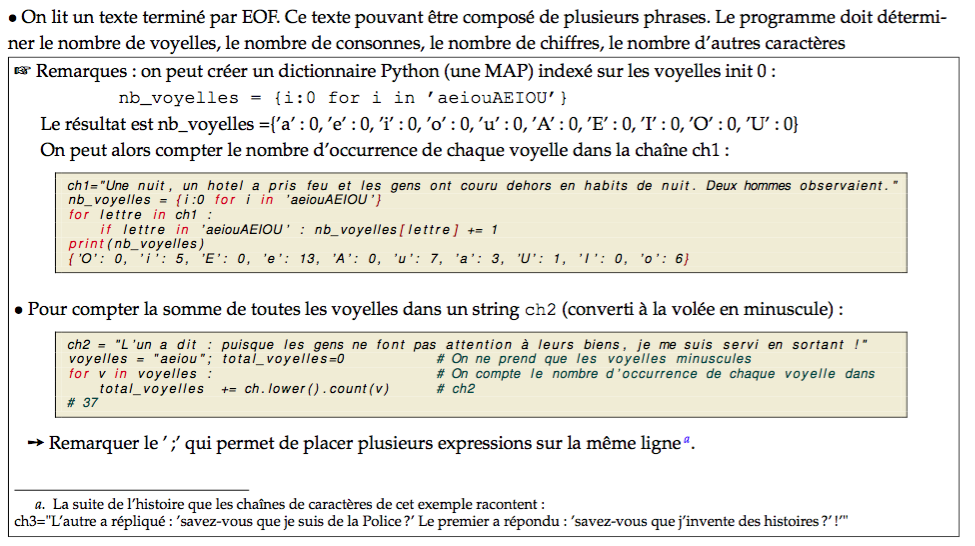 • On lit un texte terminé par EOF. Ce texte pouvant être composé de plusieurs phrases. Le programme doit détermi-
ner le nombre de voyelles, le nombre de consonnes, le nombre de chiffres, le nombre d'autres caractères
☞ Remarques : on peut créer un dictionnaire Python (une MAP) indexé sur les voyelles init 0 :
nb_voyelles = {i:0 for i in 'aeiouAEIOU'}
Le résultat est nb_voyelles ={'a' : 0, 'e' : 0, 'i' : 0, 'o' : 0, 'u' : 0, 'A' : 0, 'E' : 0, 'I' : 0, 'O' : 0, 'U' : 0}
On peut alors compter le nombre d'occurrence de chaque voyelle dans la chaîne ch1 :
ch1="Une nuit, un hotel a pris feu et les gens ont couru dehors en habits de nuit. Deux hommes observaient."
nb_voyelles = {i:0 for i in 'aeiouAEIOU'}
for lettre in ch1 :
if lettre in 'aeiouAEIOU' : nb_voyelles[lettre] += 1
print(nb_voyelles)
{'O': 0, 'i': 5, 'E': 0, 'e': 13, 'A': 0, 'u': 7, 'a': 3, 'U': 1, 'I': 0, 'o': 6}
• Pour compter la somme de toutes les voyelles dans un string ch2 (converti à la volée en minuscule) :
ch2 = "L'un a dit : puisque les gens ne font pas attention à leurs biens, je me suis servi en sortant !"
voyelles = "aeiou"; total_voyelles=0 # On ne prend que les voyelles minuscules
for v in voyelles : # On compte le nombre d'occurrence de chaque voyelle dans
total_voyelles += ch.lower().count(v) # ch2
# 37
➙ Remarquer le ' ;' qui permet de placer plusieurs expressions sur la même ligne a.
a. La suite de l'histoire que les chaînes de caractères de cet exemple racontent :
ch3="L'autre a répliqué : 'savez-vous que je suis de la Police ?' Le premier a répondu : 'savez-vous que j'invente des histoires ?' !'"